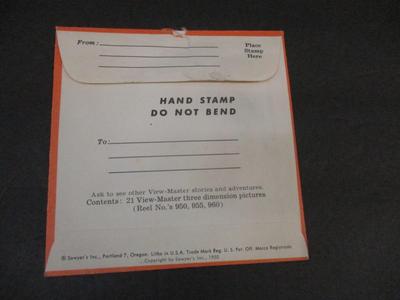 From:
Place
Stamp
Here
HAND STAMP
DO NOT BEND
To:
Ask to see other View-Master stories and adventures.
Contents: 21 View-Master three dimension pictures
(Reel No.'s 950, 955, 960)
© Sawyer's Inc., Portland 7, Oregon. Litho in U.S.A. Trade Mark Reg. U. S. Pat. Off. Marca Registrada
Copyright by Sawyer's Inc., 1955